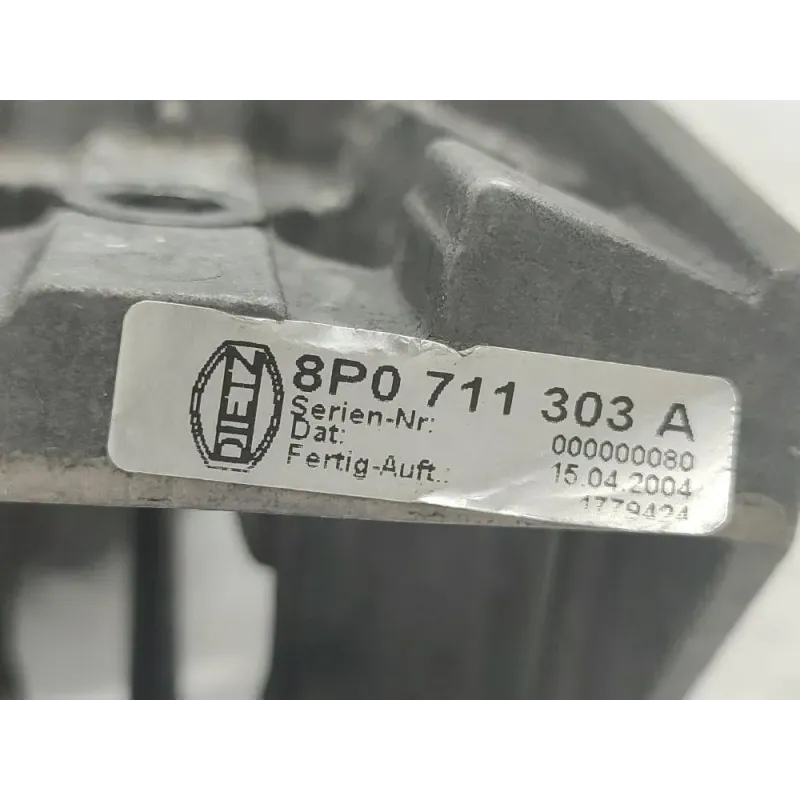 DIETZ
8P0 711 303 A
Serien-Nr: 000000080
Dat: 15.04.2004
Fertig-Auft.: 1779424